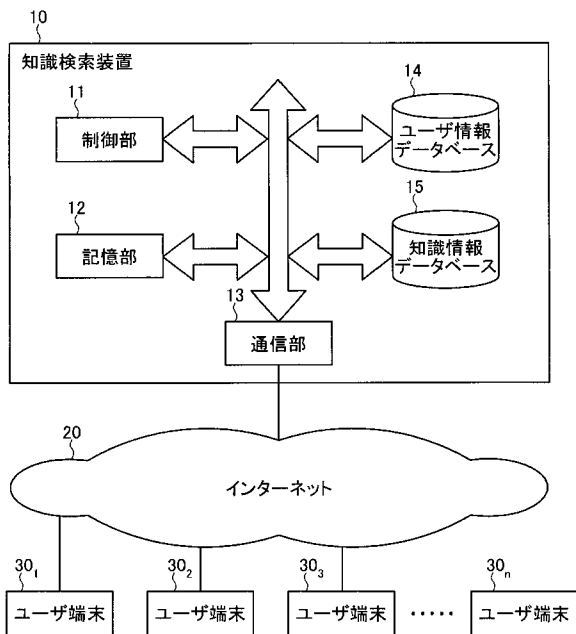 10
知識検索装置
11
制御部
14
ユーザ情報
データベース
12
記憶部
15
知識情報
データベース
13
通信部
20
インターネット
30₁
ユーザ端末
30₂
ユーザ端末
30₃
ユーザ端末
.....
30ₙ
ユーザ端末